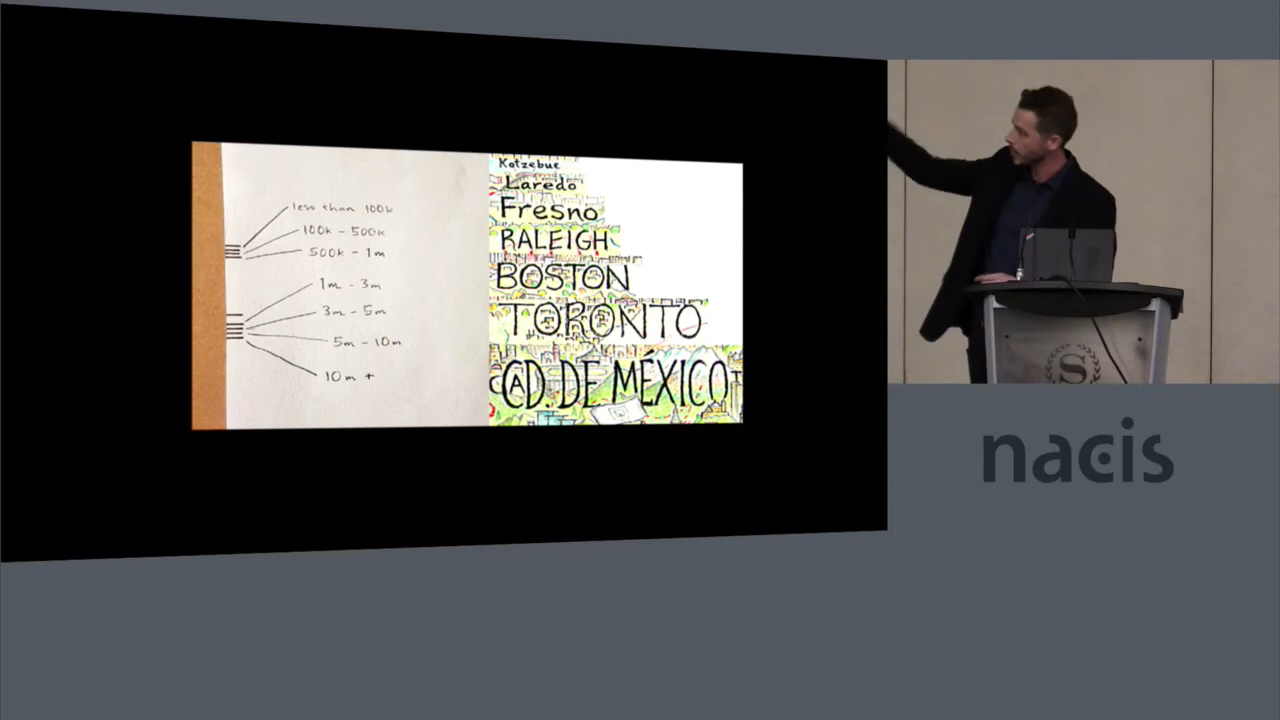 less than 100k
100k - 500k
500k - 1m
1m - 3m
3m - 5m
5m - 10m
10m +
Kotzebue
Laredo
Fresno
RALEIGH
BOSTON
TORONTO
CD. DE MÉXICO
S
nacis